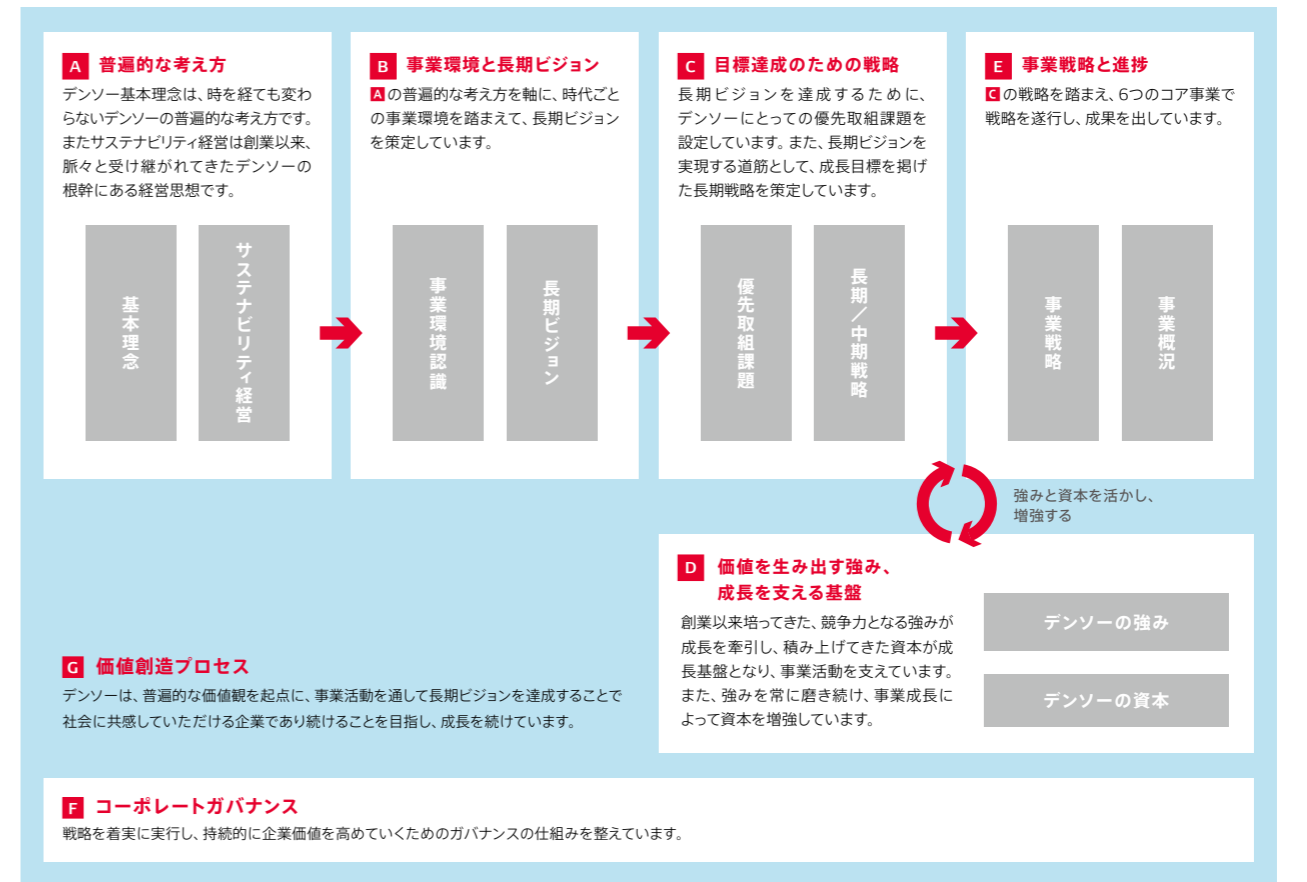 A 普遍的な考え方
デンソー基本理念は、時を経ても変わ
らないデンソーの普遍的な考え方です。
またサステナビリティ経営は創業以来、
脈々と受け継がれてきたデンソーの
根幹にある経営思想です。
基本理念
サステナビリティ経営
B 事業環境と長期ビジョン
Aの普遍的な考え方を軸に、時代ごと
の事業環境を踏まえて、長期ビジョン
を策定しています。
事業環境認識
長期ビジョン
C 目標達成のための戦略
長期ビジョンを達成するために、
デンソーにとっての優先取組課題を
設定しています。また、長期ビジョンを
実現する道筋として、成長目標を掲げ
た長期戦略を策定しています。
優先取組課題
長期/中期戦略
E 事業戦略と進捗
Cの戦略を踏まえ、6つのコア事業で
戦略を遂行し、成果を出しています。
事業戦略
事業概況
強みと資本を活かし、
増強する
D 価値を生み出す強み、
成長を支える基盤
創業以来培ってきた、競争力となる強みが
成長を牽引し、積み上げてきた資本が成
長基盤となり、事業活動を支えています。
また、強みを常に磨き続け、事業成長に
よって資本を増強しています。
デンソーの強み
デンソーの資本
G 価値創造プロセス
デンソーは、普遍的な価値観を起点に、事業活動を通して長期ビジョンを達成することで
社会に共感していただける企業であり続けることを目指し、成長を続けています。
F コーポレートガバナンス
戦略を着実に実行し、持続的に企業価値を高めていくためのガバナンスの仕組みを整えています。